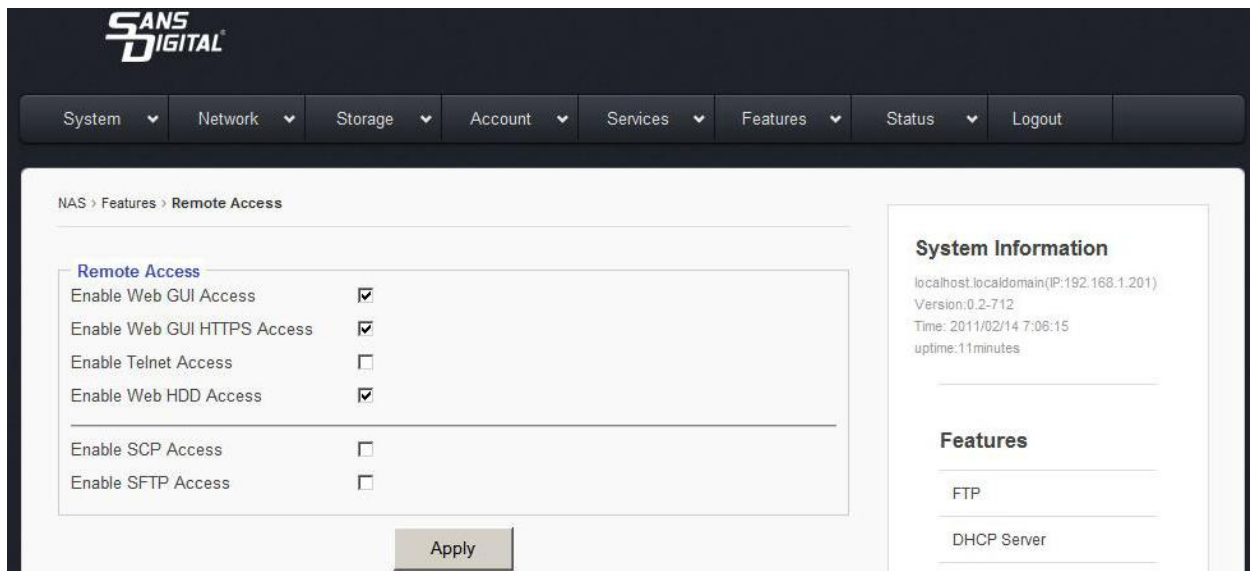 SANS DIGITAL®
System Network Storage Account Services Features Status Logout
NAS › Features › Remote Access
Remote Access
Enable Web GUI Access
Enable Web GUI HTTPS Access
Enable Telnet Access
Enable Web HDD Access
Enable SCP Access
Enable SFTP Access
Apply
System Information
localhost.localdomain(IP:192.168.1.201)
Version:0.2-712
Time: 2011/02/14 7:06:15
uptime:11minutes
Features
FTP
DHCP Server